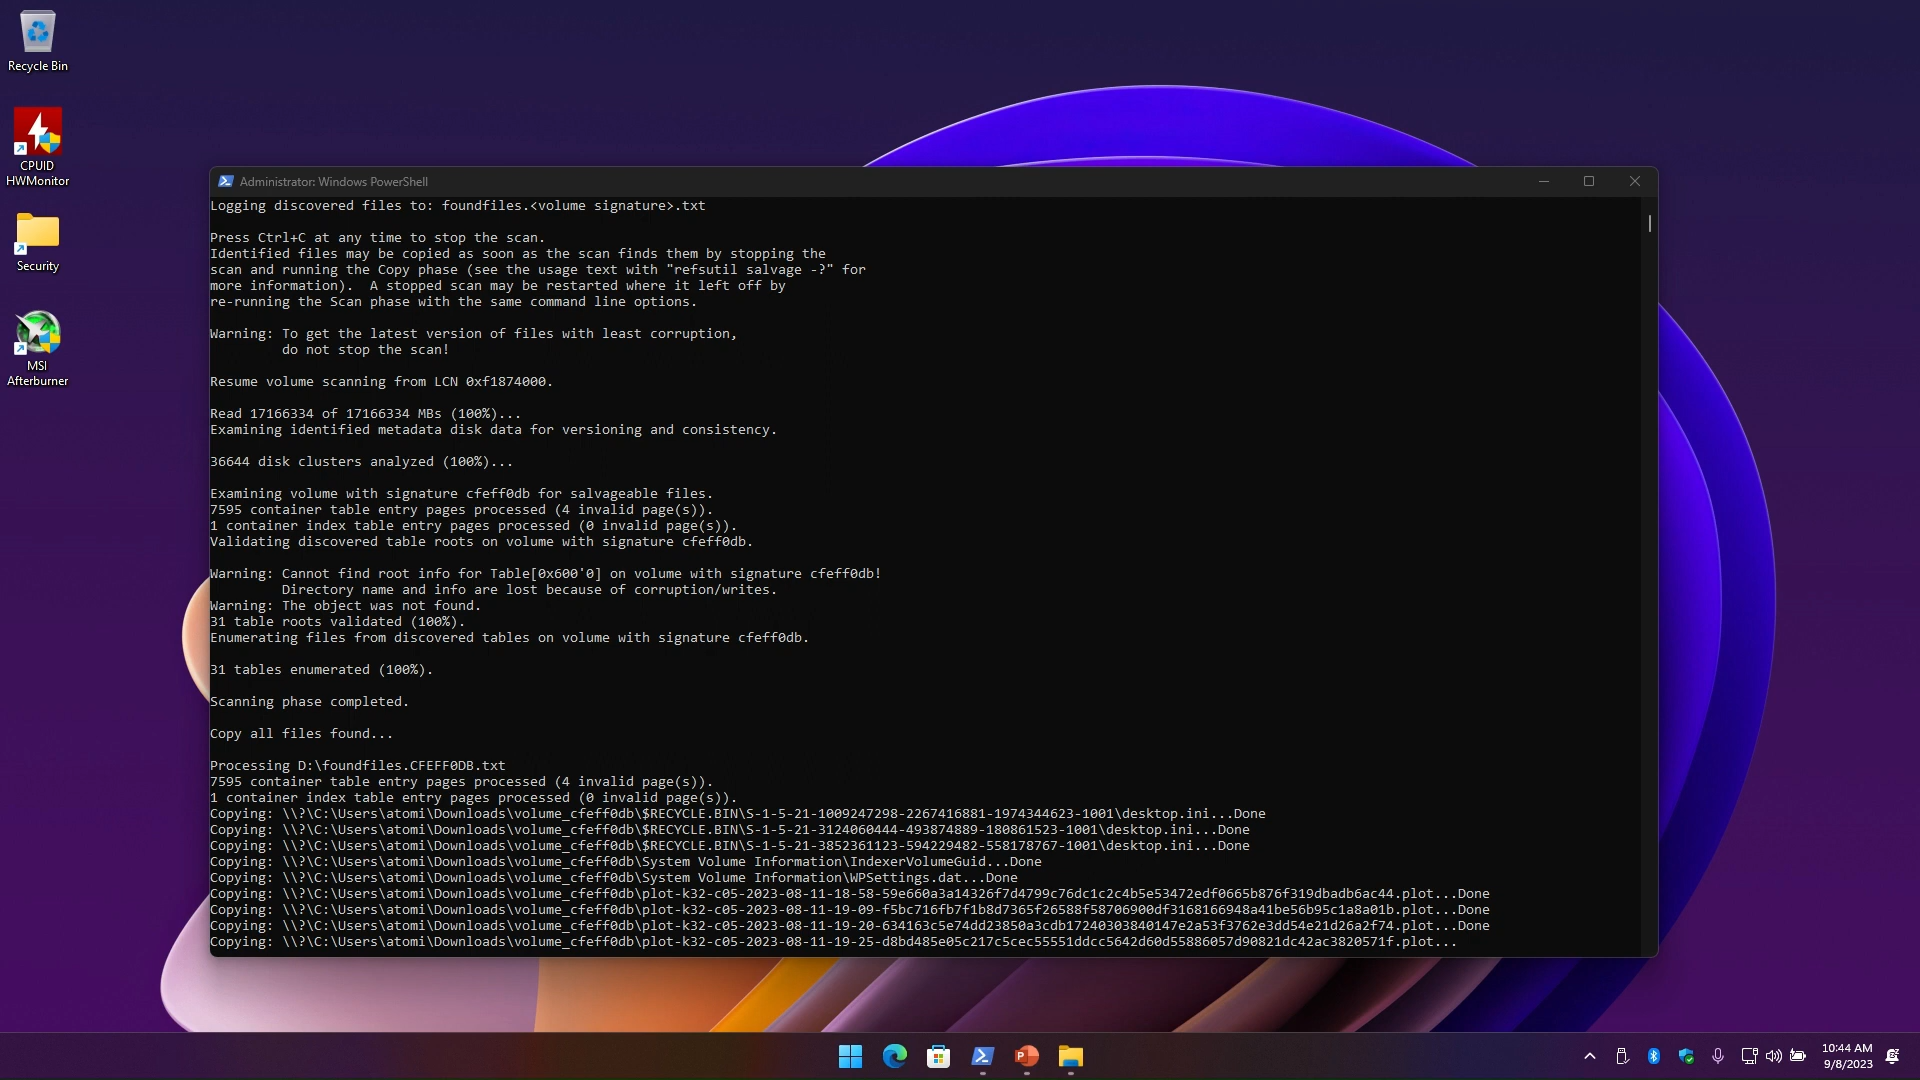 Recycle Bin
CPUID
HWMonitor
Security
MSI
Afterburner
Administrator: Windows PowerShell
Logging discovered files to: foundfiles.<volume signature>.txt
Press Ctrl+C at any time to stop the scan.
Identified files may be copied as soon as the scan finds them by stopping the
scan and running the Copy phase (see the usage text with "refsutil salvage -?" for
more information).  A stopped scan may be restarted where it left off by
re-running the Scan phase with the same command line options.
Warning: To get the latest version of files with least corruption,
do not stop the scan!
Resume volume scanning from LCN 0xf1874000.
Read 17166334 of 17166334 MBs (100%)...
Examining identified metadata disk data for versioning and consistency.
36644 disk clusters analyzed (100%)...
Examining volume with signature cfeff0db for salvageable files.
7595 container table entry pages processed (4 invalid page(s)).
1 container index table entry pages processed (0 invalid page(s)).
Validating discovered table roots on volume with signature cfeff0db.
Warning: Cannot find root info for Table[0x600'0] on volume with signature cfeff0db!
Directory name and info are lost because of corruption/writes.
Warning: The object was not found.
31 table roots validated (100%).
Enumerating files from discovered tables on volume with signature cfeff0db.
31 tables enumerated (100%).
Scanning phase completed.
Copy all files found...
Processing D:\foundfiles.CFEFF0DB.txt
7595 container table entry pages processed (4 invalid page(s)).
1 container index table entry pages processed (0 invalid page(s)).
Copying: \\?\C:\Users\atomi\Downloads\volume_cfeff0db\$RECYCLE.BIN\S-1-5-21-1009247298-2267416881-1974344623-1001\desktop.ini...Done
Copying: \\?\C:\Users\atomi\Downloads\volume_cfeff0db\$RECYCLE.BIN\S-1-5-21-3124060444-493874889-180861523-1001\desktop.ini...Done
Copying: \\?\C:\Users\atomi\Downloads\volume_cfeff0db\$RECYCLE.BIN\S-1-5-21-3852361123-594229482-558178767-1001\desktop.ini...Done
Copying: \\?\C:\Users\atomi\Downloads\volume_cfeff0db\System Volume Information\IndexerVolumeGuid...Done
Copying: \\?\C:\Users\atomi\Downloads\volume_cfeff0db\System Volume Information\WPSettings.dat...Done
Copying: \\?\C:\Users\atomi\Downloads\volume_cfeff0db\plot-k32-c05-2023-08-11-18-58-59e660a3a14326f7d4799c76dc1c2c4b5e53472edf0665b876f319dbadb6ac44.plot...Done
Copying: \\?\C:\Users\atomi\Downloads\volume_cfeff0db\plot-k32-c05-2023-08-11-19-09-f5bc716fb7f1b8d7365f26588f58706900df3168166948a41be56b95c1a8a01b.plot...Done
Copying: \\?\C:\Users\atomi\Downloads\volume_cfeff0db\plot-k32-c05-2023-08-11-19-20-634163c5e74dd23850a3cdb17240303840147e2a53f3762e3dd54e21d26a2f74.plot...Done
Copying: \\?\C:\Users\atomi\Downloads\volume_cfeff0db\plot-k32-c05-2023-08-11-19-25-d8bd485e05c217c5cec55551ddcc5642d60d55886057d90821dc42ac3820571f.plot...
10:44 AM
9/8/2023